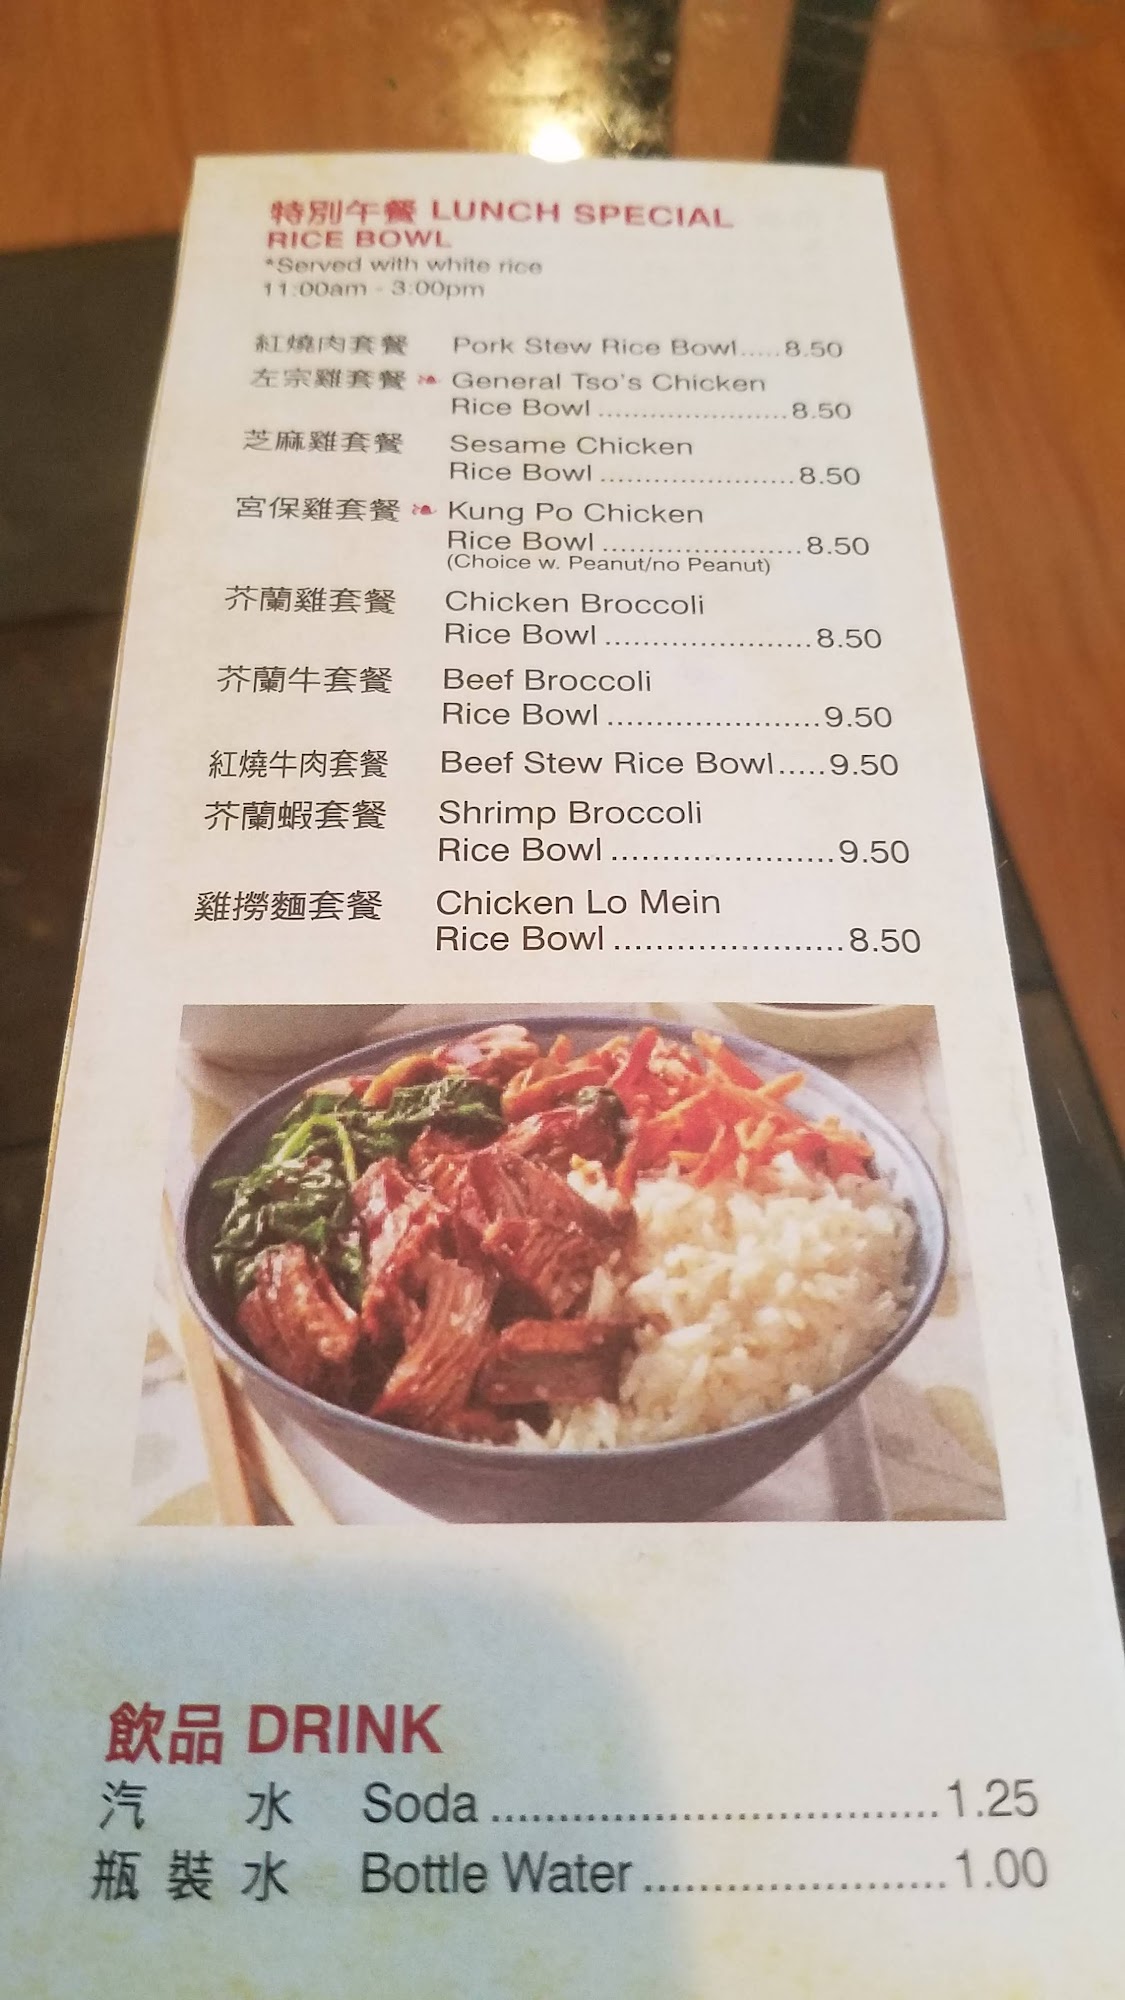 特別午餐 LUNCH SPECIAL
RICE BOWL
*Served with white rice
11:00am - 3:00pm
紅燒肉套餐 Pork Stew Rice Bowl.....8.50
左宗雞套餐 General Tso's Chicken
Rice Bowl.......................8.50
芝麻雞套餐 Sesame Chicken
Rice Bowl.......................8.50
宮保雞套餐 Kung Po Chicken
Rice Bowl.......................8.50
(Choice w. Peanut/no Peanut)
芥蘭雞套餐 Chicken Broccoli
Rice Bowl.......................8.50
芥蘭牛套餐 Beef Broccoli
Rice Bowl.......................9.50
紅燒牛肉套餐 Beef Stew Rice Bowl.....9.50
芥蘭蝦套餐 Shrimp Broccoli
Rice Bowl.......................9.50
雞撈麵套餐 Chicken Lo Mein
Rice Bowl.......................8.50
飲品 DRINK
汽水 Soda.................................1.25
瓶裝水 Bottle Water......................1.00